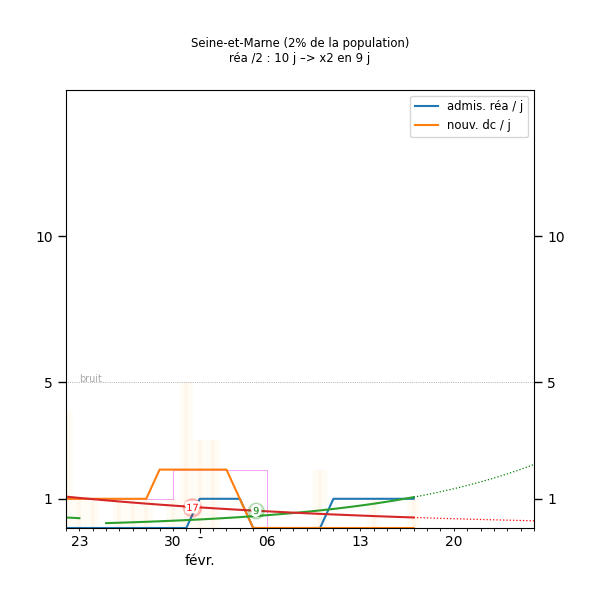 Seine-et-Marne (2% de la population)
réa /2 : 10 j –> x2 en 9 j
admis. réa / j
nouv. dc / j
10 10
bruit
5 5
17 9
1 1
23 30 - 06 13 20
févr.